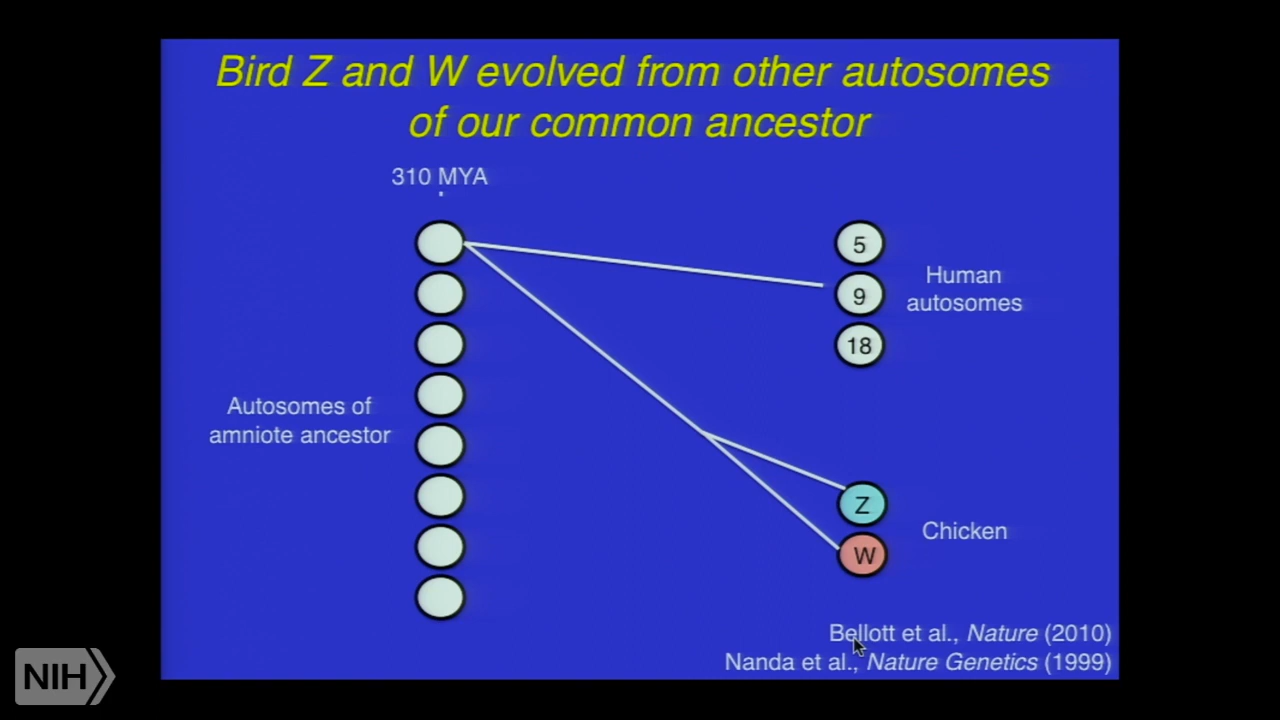 Bird Z and W evolved from other autosomes
of our common ancestor
310 MYA
5
9
18
Human
autosomes
Autosomes of
amniote ancestor
Z
W
Chicken
Bellott et al., Nature (2010)
Nanda et al., Nature Genetics (1999)
NIH